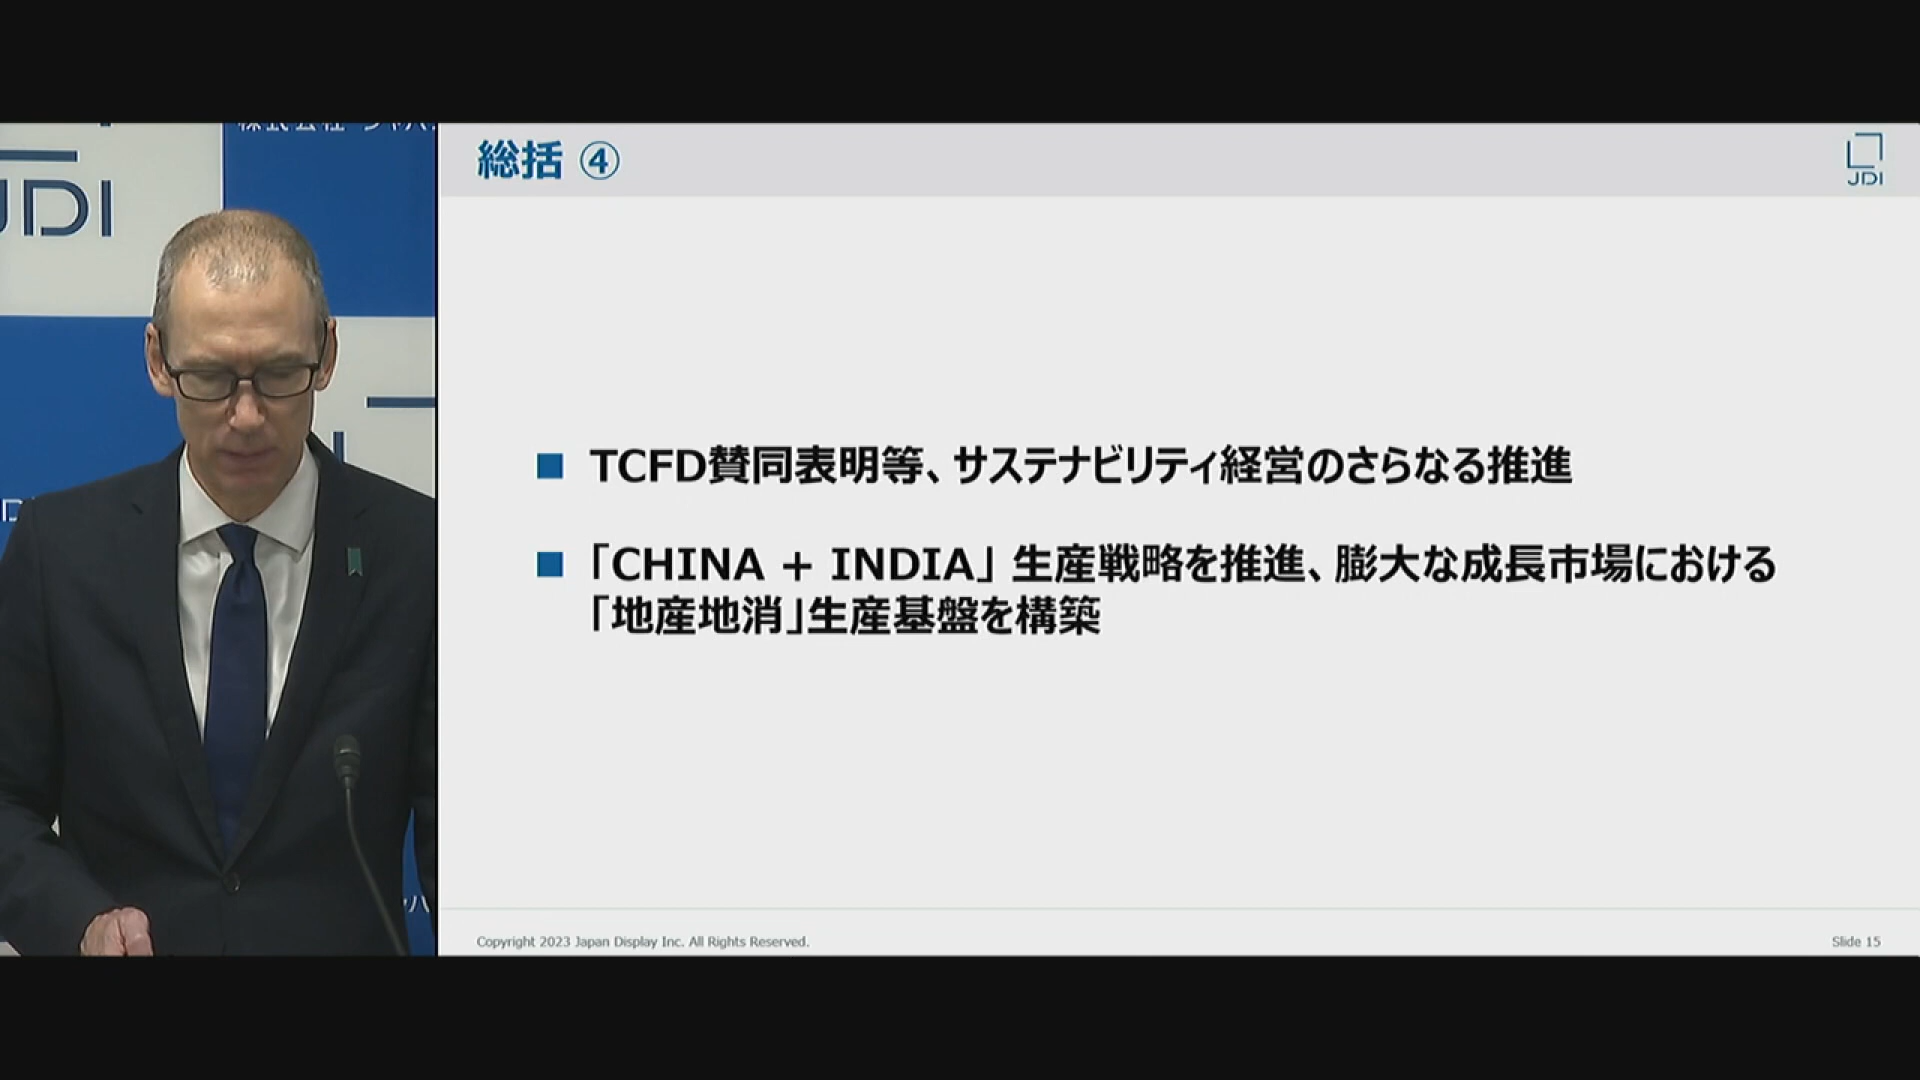 JDI
総括 ④
JDI
TCFD賛同表明等、サステナビリティ経営のさらなる推進
「CHINA + INDIA」 生産戦略を推進、膨大な成長市場における
「地産地消」生産基盤を構築
Copyright 2023 Japan Display Inc. All Rights Reserved.
Slide 15